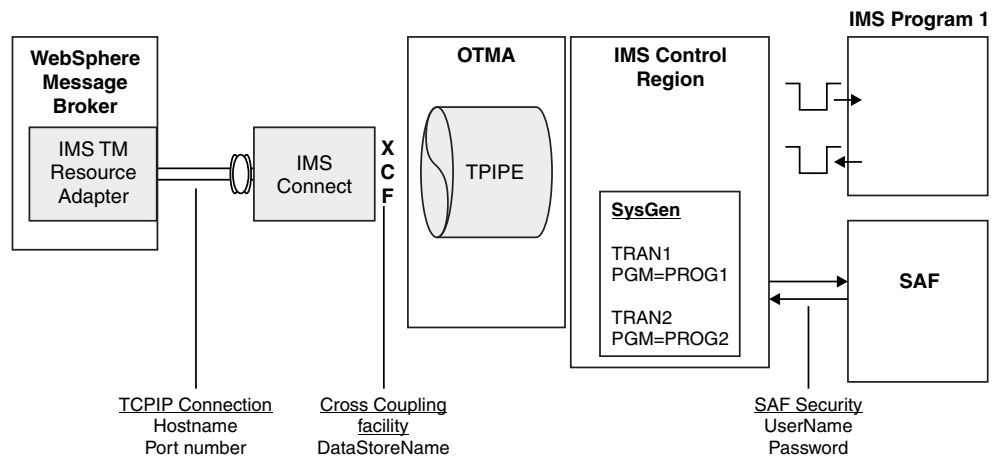 WebSphere
Message
Broker
IMS TM
Resource
Adapter
IMS
Connect
X
C
F
OTMA
TPIPE
IMS Control
Region
SysGen
TRAN1
PGM=PROG1
TRAN2
PGM=PROG2
IMS Program 1
SAF
TCPIP Connection
Hostname
Port number
Cross Coupling
facility
DataStoreName
SAF Security
UserName
Password